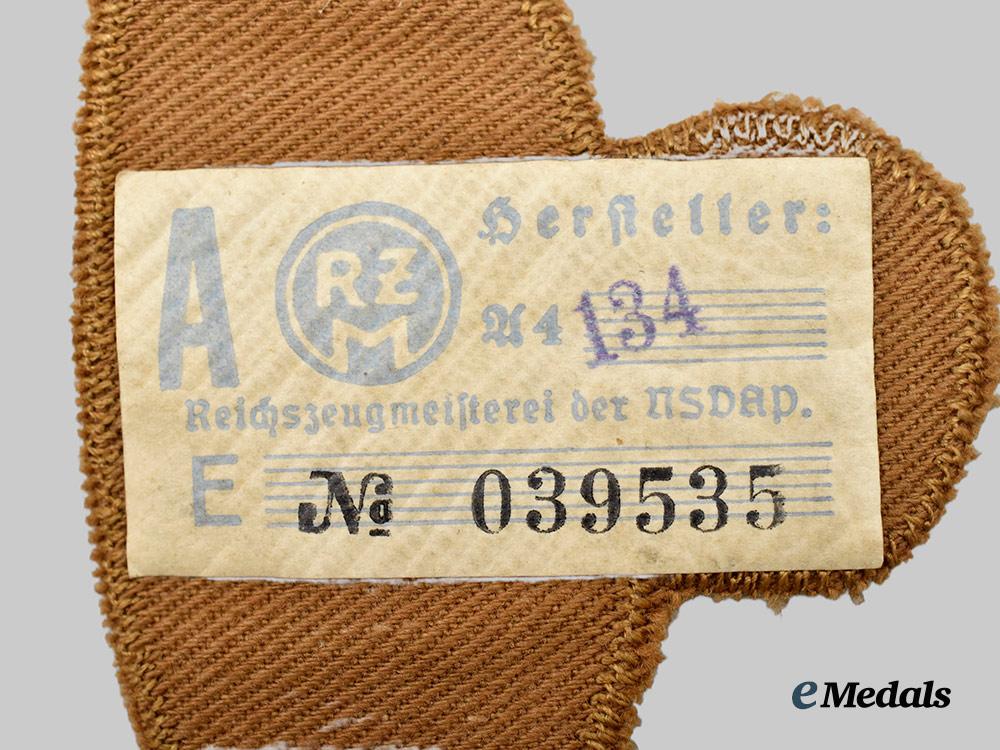 A RZM Hersteller:
A4 134
Reichszeugmeisterei der NSDAP.
E № 039535
eMedals